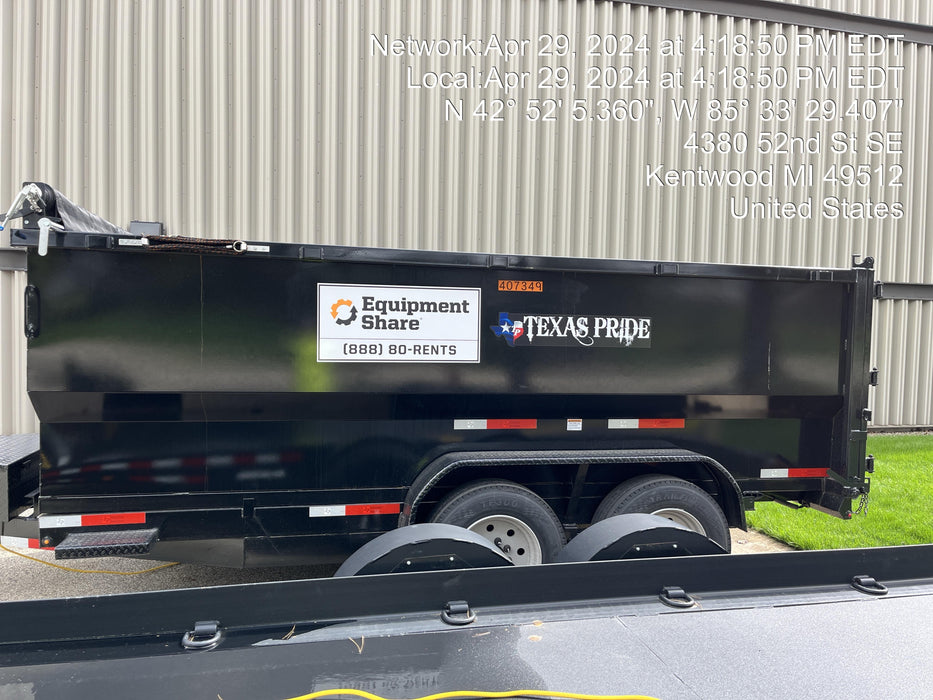 Network:Apr 29, 2024 at 4:18:50 PM EDT
Local:Apr 29, 2024 at 4:18:50 PM EDT
N 42° 52' 5.360", W 85° 33' 29.407"
4380 52nd St SE
Kentwood MI 49512
United States
407349
Equipment
Share
(888) 80-RENTS
TP TEXAS PRIDE